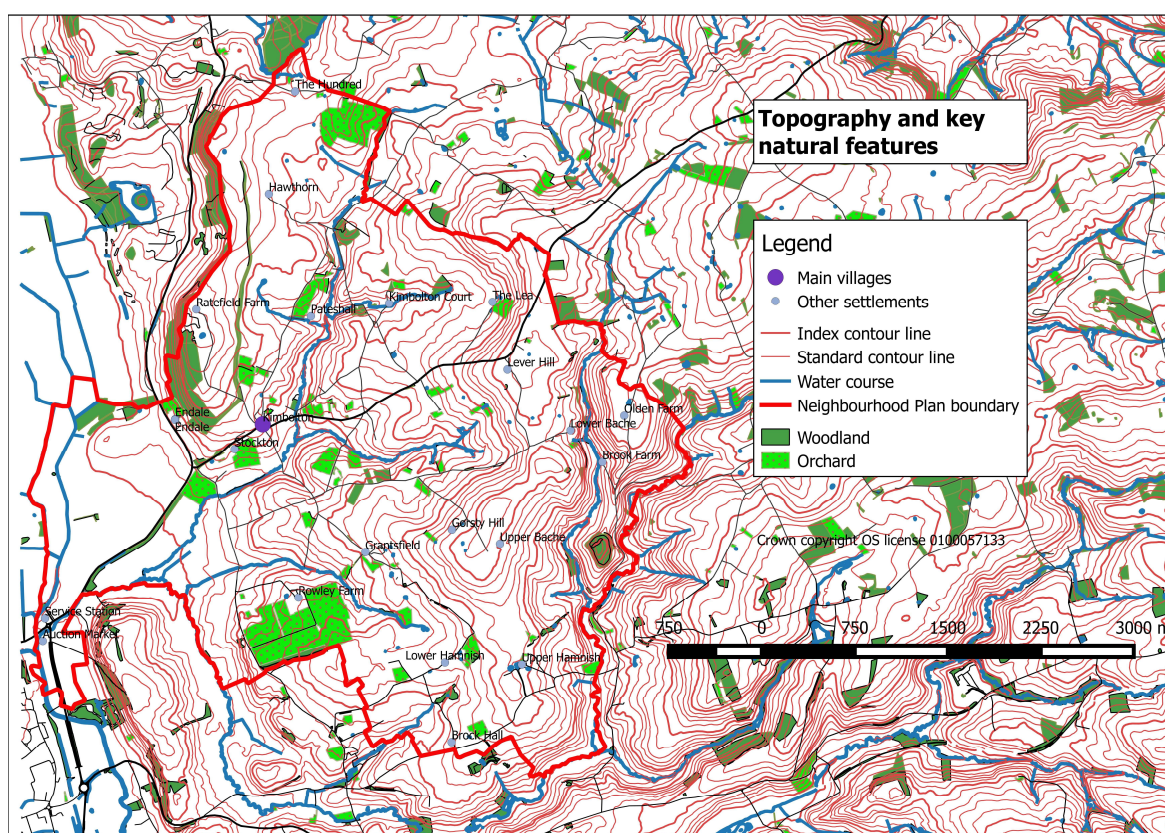 The Hundred
Topography and key
natural features
Hawthorn
Legend
Main villages
Other settlements
Index contour line
Standard contour line
Water course
Neighbourhood Plan boundary
Woodland
Orchard
Ratefield Farm
Pateshall
Kimbolton Court
The Lea
Lever Hill
Endale
Endale
Kimbolton
Stockton
Olden Farm
Lower Bache
Brook Farm
Gorsty Hill
Upper Bache
Grantsfield
Crown copyright OS license 0100057133
Rowley Farm
Service Station
Auction Market
750 0 750 1500 2250 3000 m
Lower Hamnish
Upper Hamnish
Brock Hall